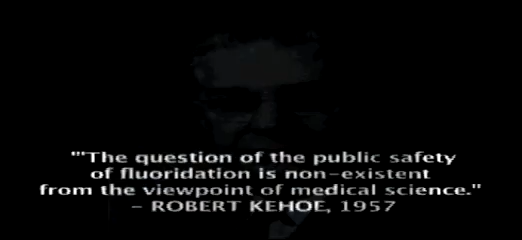 "'The question of the public safety
of fluoridation is non-existent
from the viewpoint of medical science."
- ROBERT KEHOE, 1957